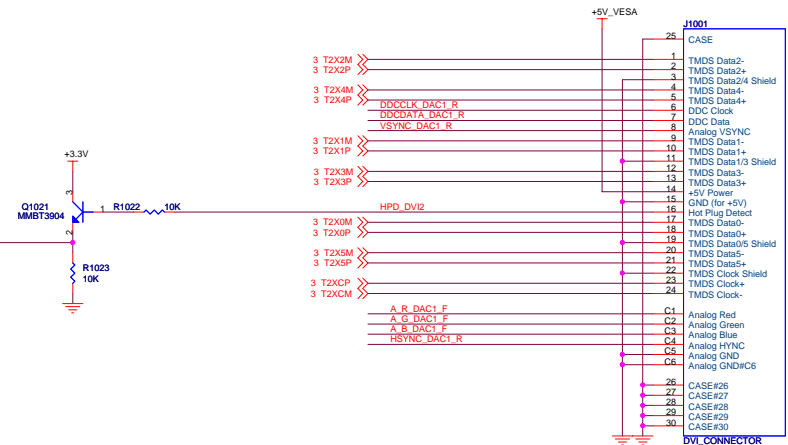 +5V_VESA
J1001
25 CASE
3 T2X2M 1 TMDS Data2-
3 T2X2P 2 TMDS Data2+
3 TMDS Data2/4 Shield
3 T2X4M 4 TMDS Data4-
3 T2X4P 5 TMDS Data4+
DDCCLK_DAC1_R 6 DDC Clock
DDCDATA_DAC1_R 7 DDC Data
VSYNC_DAC1_R 8 Analog VSYNC
3 T2X1M 9 TMDS Data1-
3 T2X1P 10 TMDS Data1+
11 TMDS Data1/3 Shield
3 T2X3M 12 TMDS Data3-
3 T2X3P 13 TMDS Data3+
14 +5V Power
15 GND (for +5V)
HPD_DVI2 16 Hot Plug Detect
3 T2X0M 17 TMDS Data0-
3 T2X0P 18 TMDS Data0+
19 TMDS Data0/5 Shield
3 T2X5M 20 TMDS Data5-
3 T2X5P 21 TMDS Data5+
22 TMDS Clock Shield
3 T2XCP 23 TMDS Clock+
3 T2XCM 24 TMDS Clock-
A_R_DAC1_F C1 Analog Red
A_G_DAC1_F C2 Analog Green
A_B_DAC1_F C3 Analog Blue
HSYNC_DAC1_R C4 Analog HYNC
C5 Analog GND
C6 Analog GND#C6
26 CASE#26
27 CASE#27
28 CASE#28
29 CASE#29
30 CASE#30
DVI_CONNECTOR
+3.3V
3
Q1021
MMBT3904
1 R1022 10K
2
R1023
10K